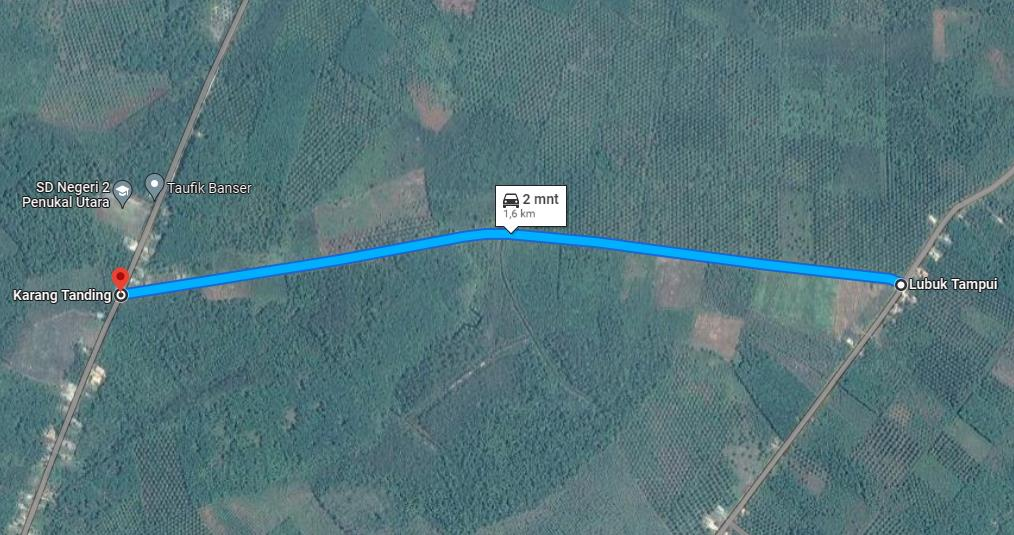 SD Negeri 2
Penukal Utara
Taufik Banser
2 mnt
1,6 km
Karang Tanding
Lubuk Tampui